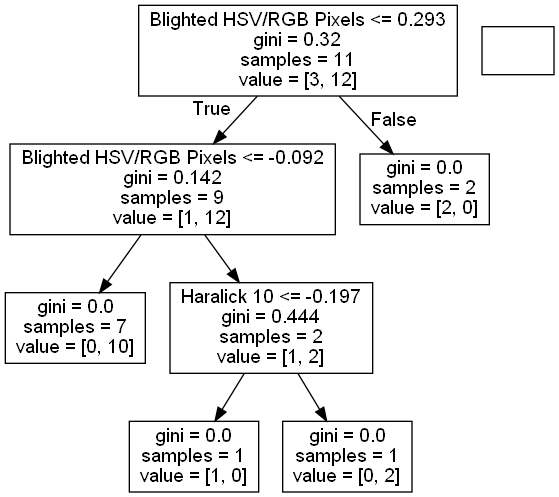 Blighted HSV/RGB Pixels <= 0.293
gini = 0.32
samples = 11
value = [3, 12]
True
False
Blighted HSV/RGB Pixels <= -0.092
gini = 0.142
samples = 9
value = [1, 12]
gini = 0.0
samples = 2
value = [2, 0]
gini = 0.0
samples = 7
value = [0, 10]
Haralick 10 <= -0.197
gini = 0.444
samples = 2
value = [1, 2]
gini = 0.0
samples = 1
value = [1, 0]
gini = 0.0
samples = 1
value = [0, 2]